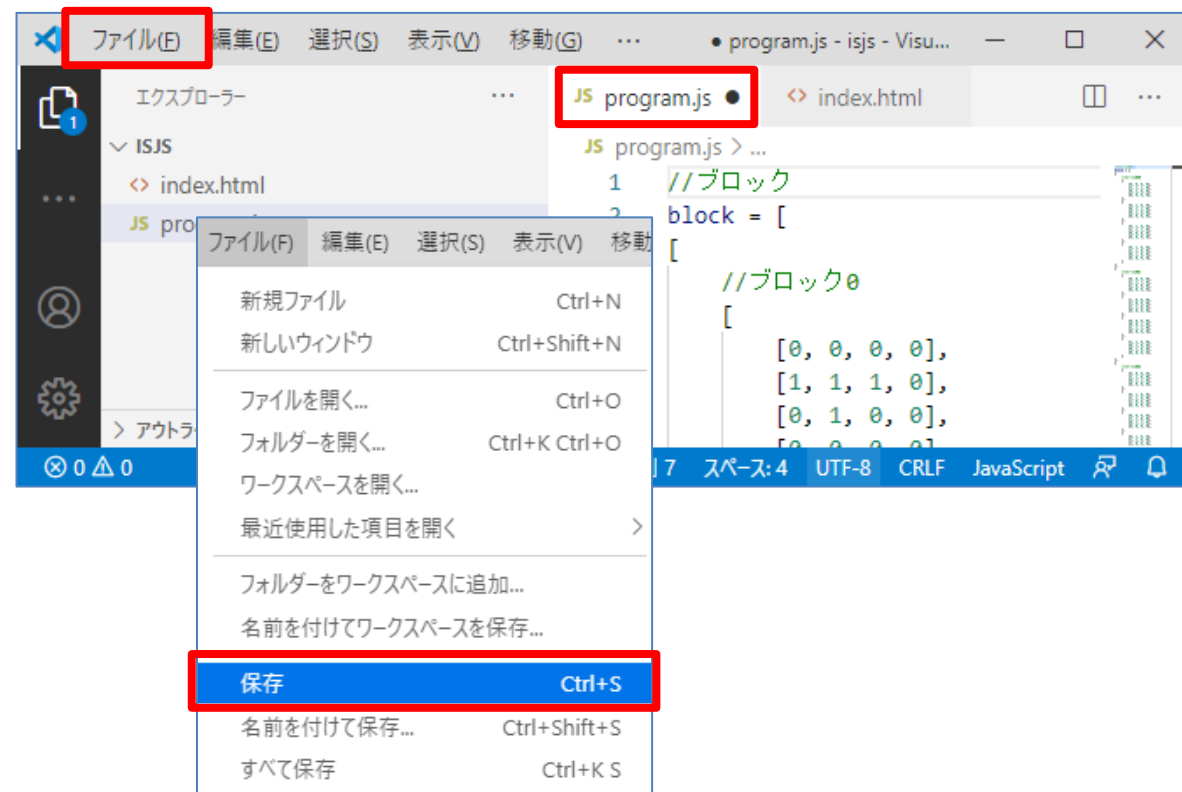 ファイル(F) 編集(E) 選択(S) 表示(V) 移動(G) … ● program.js - isjs - Visu...
エクスプローラー …
JS program.js ● <> index.html …
1
ISJS
JS program.js > ...
<> index.html
1 //ブロック
JS pro
2 block = [
[
//ブロック0
[
[0, 0, 0, 0],
[1, 1, 1, 0],
[0, 1, 0, 0],
アウトラ
0 0 7 スペース: 4 UTF-8 CRLF JavaScript
ファイル(F) 編集(E) 選択(S) 表示(V) 移動
新規ファイル Ctrl+N
新しいウィンドウ Ctrl+Shift+N
ファイルを開く... Ctrl+O
フォルダーを開く... Ctrl+K Ctrl+O
ワークスペースを開く...
最近使用した項目を開く >
フォルダーをワークスペースに追加...
名前を付けてワークスペースを保存...
保存 Ctrl+S
名前を付けて保存... Ctrl+Shift+S
すべて保存 Ctrl+K S